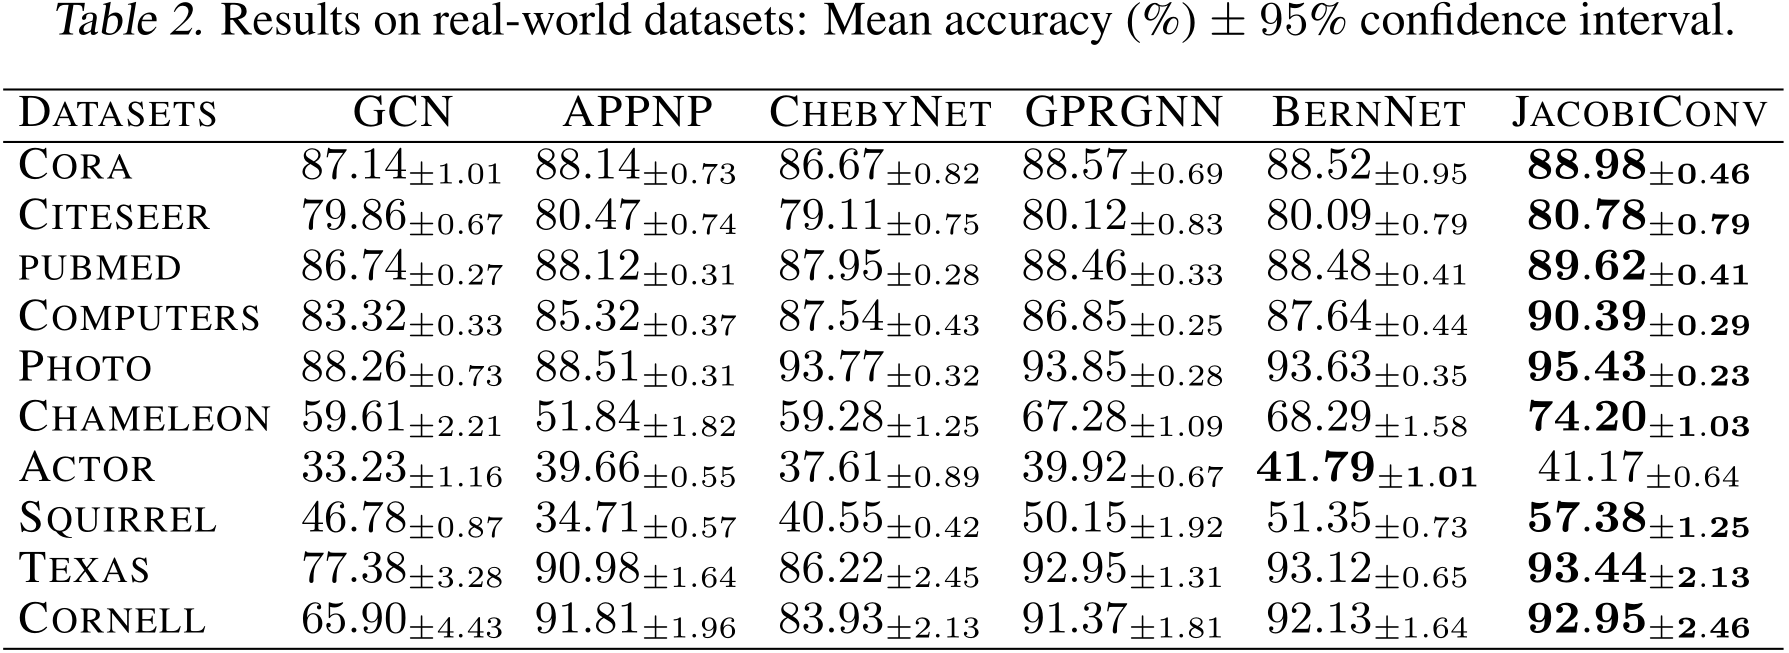 Table 2. Results on real-world datasets: Mean accuracy (%) ± 95% confidence interval.
DATASETS GCN APPNP CHEBYNET GPRGNN BERNNET JACOBICONV
CORA 87.14±1.01 88.14±0.73 86.67±0.82 88.57±0.69 88.52±0.95 88.98±0.46
CITESEER 79.86±0.67 80.47±0.74 79.11±0.75 80.12±0.83 80.09±0.79 80.78±0.79
PUBMED 86.74±0.27 88.12±0.31 87.95±0.28 88.46±0.33 88.48±0.41 89.62±0.41
COMPUTERS 83.32±0.33 85.32±0.37 87.54±0.43 86.85±0.25 87.64±0.44 90.39±0.29
PHOTO 88.26±0.73 88.51±0.31 93.77±0.32 93.85±0.28 93.63±0.35 95.43±0.23
CHAMELEON 59.61±2.21 51.84±1.82 59.28±1.25 67.28±1.09 68.29±1.58 74.20±1.03
ACTOR 33.23±1.16 39.66±0.55 37.61±0.89 39.92±0.67 41.79±1.01 41.17±0.64
SQUIRREL 46.78±0.87 34.71±0.57 40.55±0.42 50.15±1.92 51.35±0.73 57.38±1.25
TEXAS 77.38±3.28 90.98±1.64 86.22±2.45 92.95±1.31 93.12±0.65 93.44±2.13
CORNELL 65.90±4.43 91.81±1.96 83.93±2.13 91.37±1.81 92.13±1.64 92.95±2.46